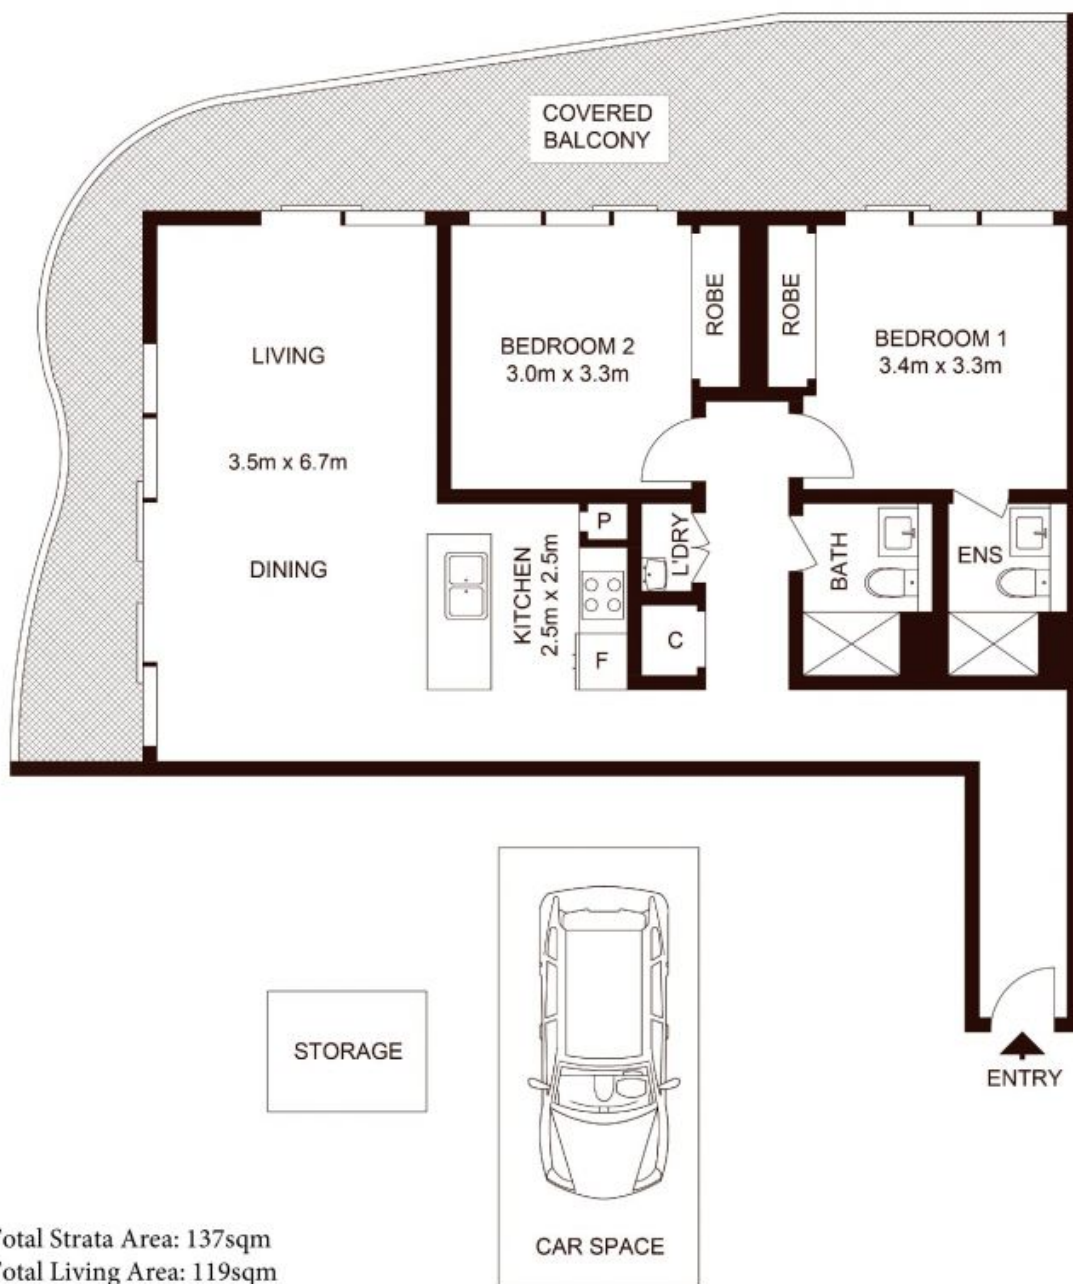 COVERED
BALCONY
LIVING
3.5m x 6.7m
DINING
BEDROOM 2
3.0m x 3.3m
ROBE
ROBE
BEDROOM 1
3.4m x 3.3m
KITCHEN
2.5m x 2.5m
P
F
L'DRY
C
BATH
ENS
STORAGE
CAR SPACE
ENTRY
Total Strata Area: 137sqm
Total Living Area: 119sqm